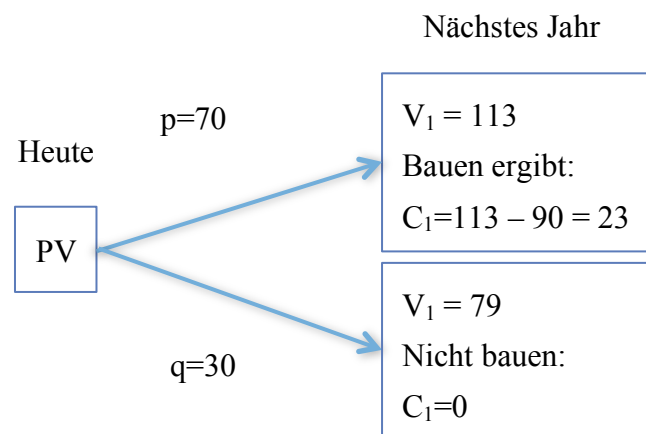 Nächstes Jahr
p=70
Heute
PV
q=30
V₁ = 113
Bauen ergibt:
C₁=113 – 90 = 23
V₁ = 79
Nicht bauen:
C₁=0